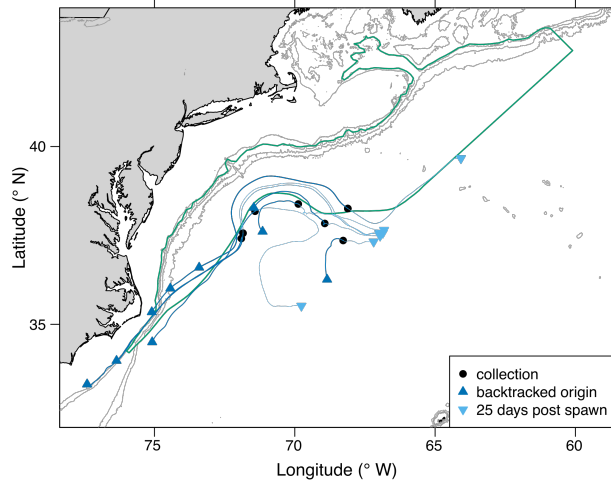 40
35
Latitude (° N)
75
70
65
60
Longitude (° W)
collection
backtracked origin
25 days post spawn